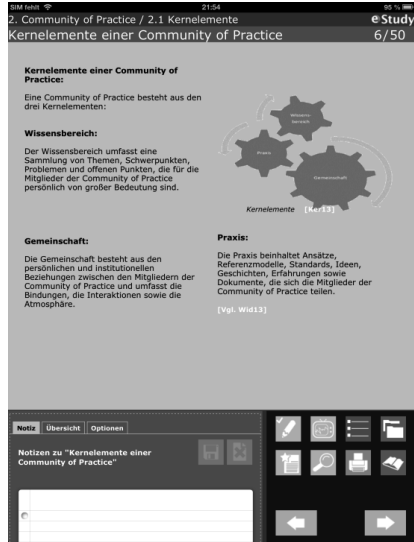 SIM fehlt 21:54 95 %
2. Community of Practice / 2.1 Kernelemente
eStudy
Kernelemente einer Community of Practice 6/50
Kernelemente einer Community of
Practice:
Eine Community of Practice besteht aus den
drei Kernelementen:
Wissensbereich:
Der Wissensbereich umfasst eine
Sammlung von Themen, Schwerpunkten,
Problemen und offenen Punkten, die für die
Mitglieder der Community of Practice
persönlich von großer Bedeutung sind.
Wissens-
bereich
Praxis
Gemeinschaft
Kernelemente [Ker13]
Gemeinschaft:
Die Gemeinschaft besteht aus den
persönlichen und institutionellen
Beziehungen zwischen den Mitgliedern der
Community of Practice und umfasst die
Bindungen, die Interaktionen sowie die
Atmosphäre.
Praxis:
Die Praxis beinhaltet Ansätze,
Referenzmodelle, Standards, Ideen,
Geschichten, Erfahrungen sowie
Dokumente, die sich die Mitglieder der
Community of Practice teilen.
[Vgl. Wid13]
Notiz Übersicht Optionen
Notizen zu "Kernelemente einer
Community of Practice"